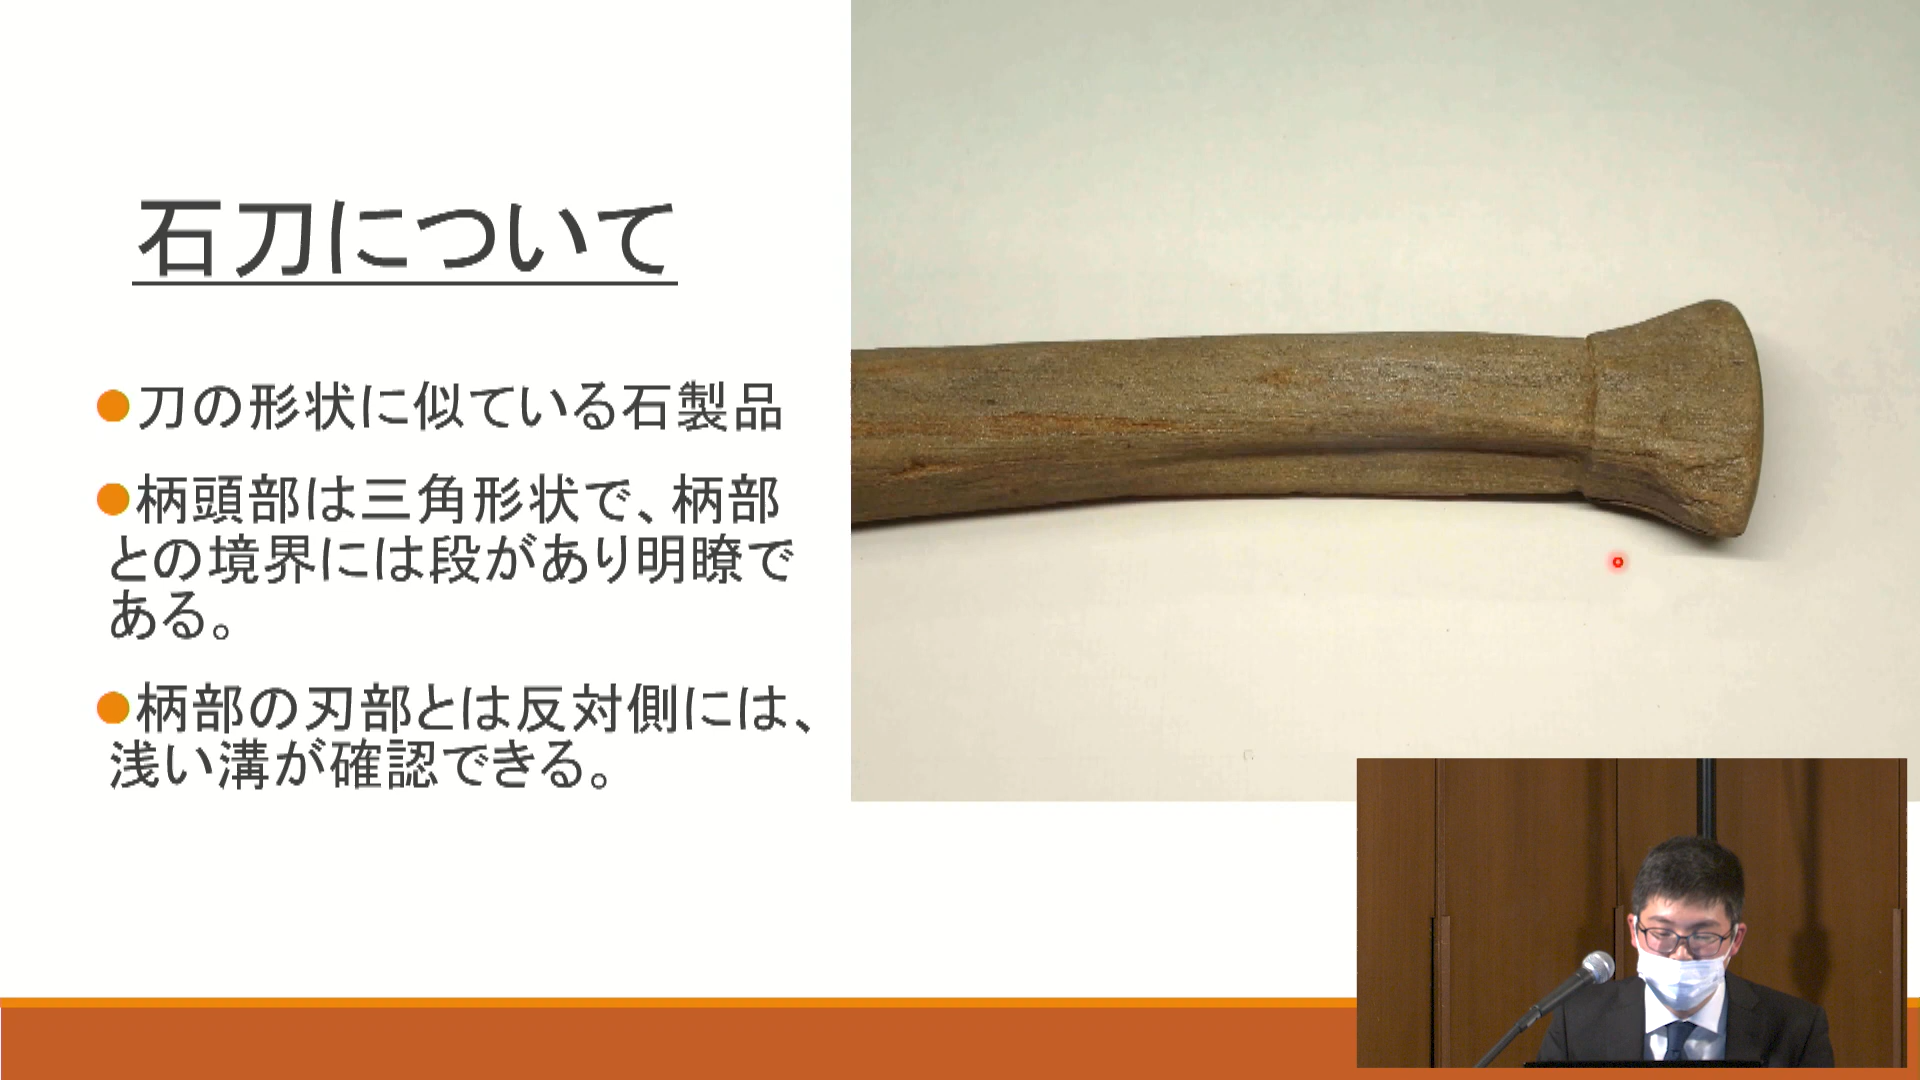 石刀について
●刀の形状に似ている石製品
●柄頭部は三角形状で、柄部
との境界には段があり明瞭で
ある。
●柄部の刃部とは反対側には、
浅い溝が確認できる。